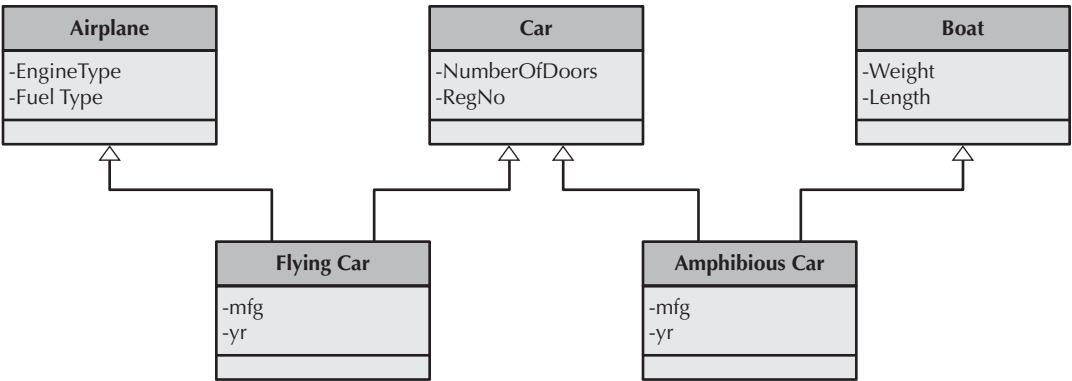 Airplane
-EngineType
-Fuel Type
Car
-NumberOfDoors
-RegNo
Boat
-Weight
-Length
Flying Car
-mfg
-yr
Amphibious Car
-mfg
-yr